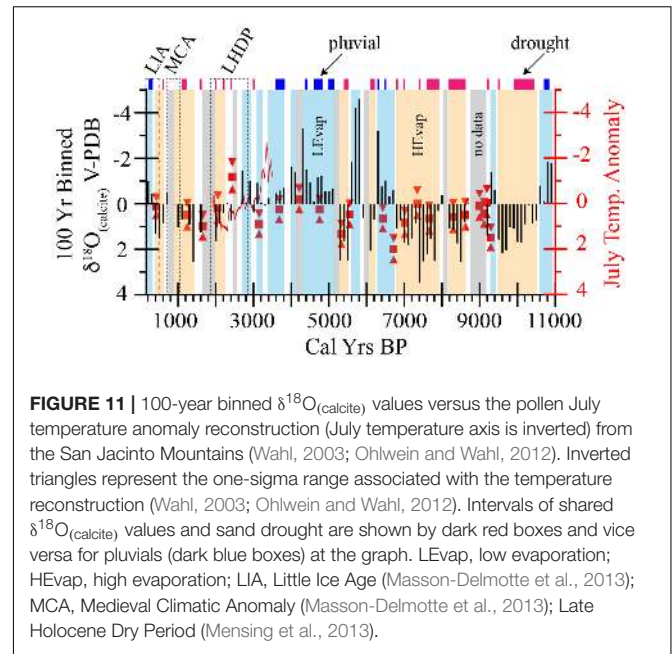 LIA
MCA
LHDP
pluvial
drought
100 Yr Binned
δ18O(calcite) V-PDB
-4
-2
0
2
4
LEvap
HEvap
no data
-4
-2
0
2
4
July Temp. Anomaly
1000 3000 5000 7000 9000 11000
Cal Yrs BP
FIGURE 11 | 100-year binned δ18O(calcite) values versus the pollen July
temperature anomaly reconstruction (July temperature axis is inverted) from
the San Jacinto Mountains (Wahl, 2003; Ohlwein and Wahl, 2012). Inverted
triangles represent the one-sigma range associated with the temperature
reconstruction (Wahl, 2003; Ohlwein and Wahl, 2012). Intervals of shared
δ18O(calcite) values and sand drought are shown by dark red boxes and vice
versa for pluvials (dark blue boxes) at the graph. LEvap, low evaporation;
HEvap, high evaporation; LIA, Little Ice Age (Masson-Delmotte et al., 2013);
MCA, Medieval Climatic Anomaly (Masson-Delmotte et al., 2013); Late
Holocene Dry Period (Mensing et al., 2013).